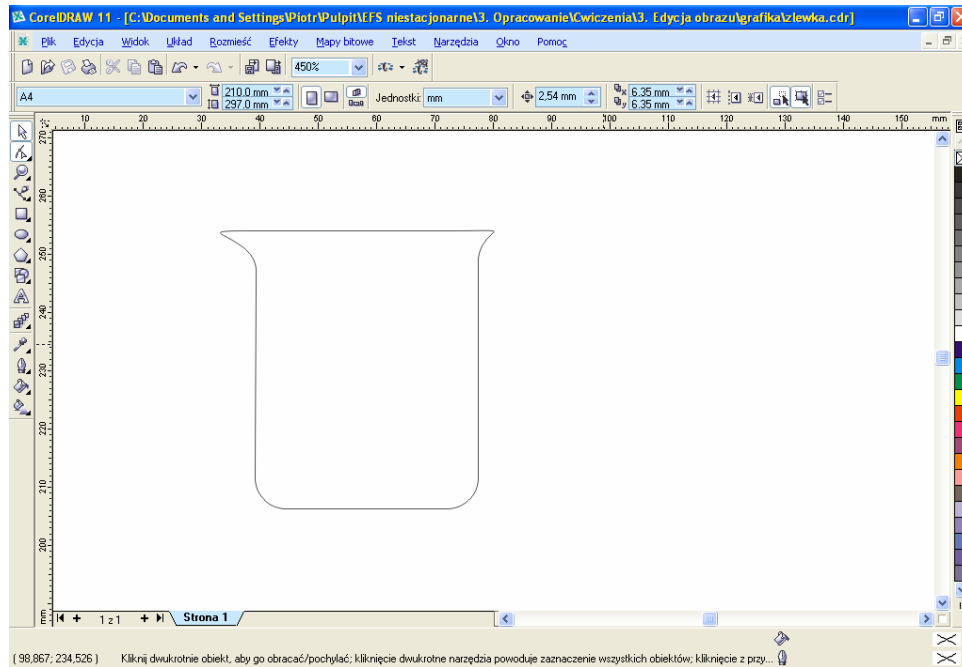 CorelDRAW 11 - [C:\Documents and Settings\Piotr\Pulpit\EFS niestacjonarne\3. Opracowanie\Cwiczenia\3. Edycja obrazu\grafika\zlewka.cdr]
Plik Edycja Widok Układ Rozmieść Efekty Mapy bitowe Tekst Narzędzia Okno Pomoc
450%
A4 210.0 mm 297.0 mm Jednostki: mm 2,54 mm x 6.35 mm y 6.35 mm
10 20 30 40 50 60 70 80 90 100 110 120 130 140 150 mm
270
260
250
240
230
220
210
200
mm
1 z 1 Strona 1
( 98,867; 234,526 ) Kliknij dwukrotnie obiekt, aby go obracać/pochylać; kliknięcie dwukrotne narzędzia powoduje zaznaczenie wszystkich obiektów; kliknięcie z przy...